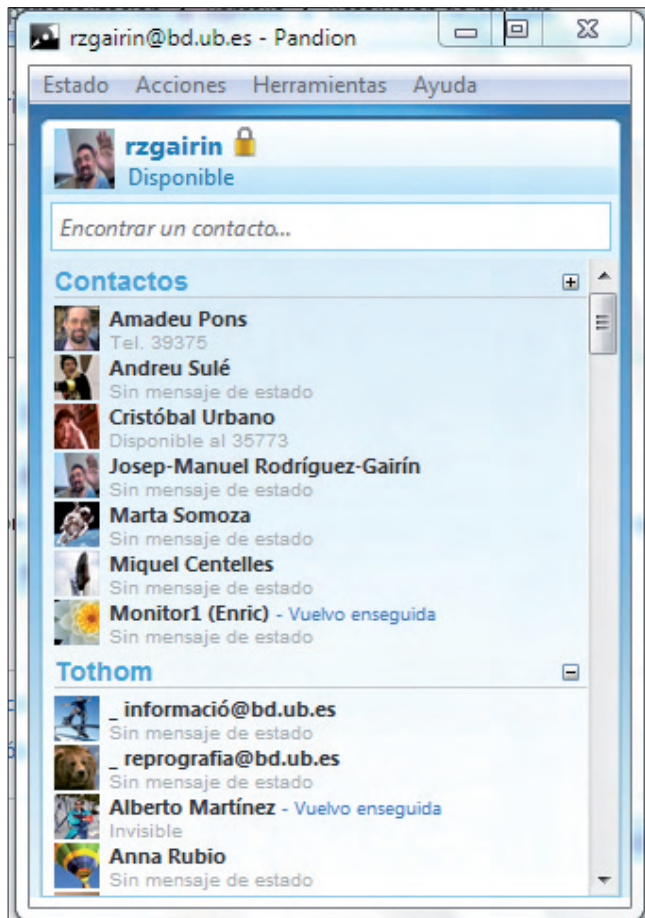 rzgairin@bd.ub.es - Pandion
Estado Acciones Herramientas Ayuda
rzgairin
Disponible
Encontrar un contacto...
Contactos
Amadeu Pons
Tel. 39375
Andreu Sulé
Sin mensaje de estado
Cristóbal Urbano
Disponible al 35773
Josep-Manuel Rodríguez-Gairín
Sin mensaje de estado
Marta Somoza
Sin mensaje de estado
Miquel Centelles
Sin mensaje de estado
Monitor1 (Enric) - Vuelvo enseguida
Sin mensaje de estado
Tothom
_ informació@bd.ub.es
Sin mensaje de estado
_ reprografia@bd.ub.es
Sin mensaje de estado
Alberto Martínez - Vuelvo enseguida
Invisible
Anna Rubio
Sin mensaje de estado